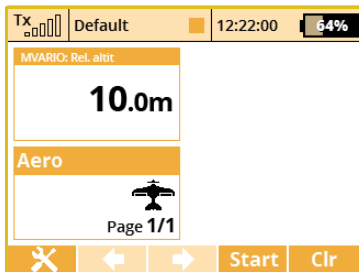 Tx Default 12:22:00 64%
MVARIO: Rel. altit
10.0m
Aero
Page 1/1
Start Clr